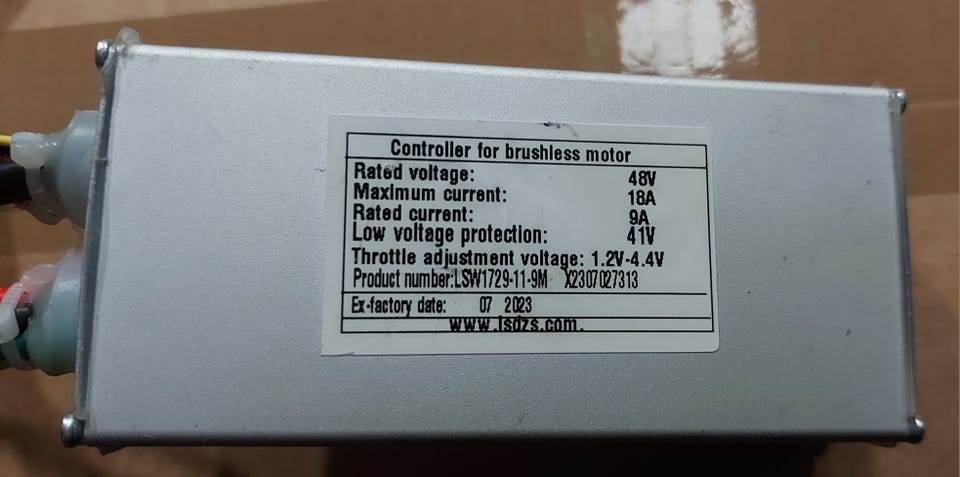 Controller for brushless motor
Rated voltage: 48V
Maximum current: 18A
Rated current: 9A
Low voltage protection: 41V
Throttle adjustment voltage: 1.2V-4.4V
Product number:LSW1729-11-9M X2307027313
Ex-factory date: 07 2023
www.lsdzs.com.